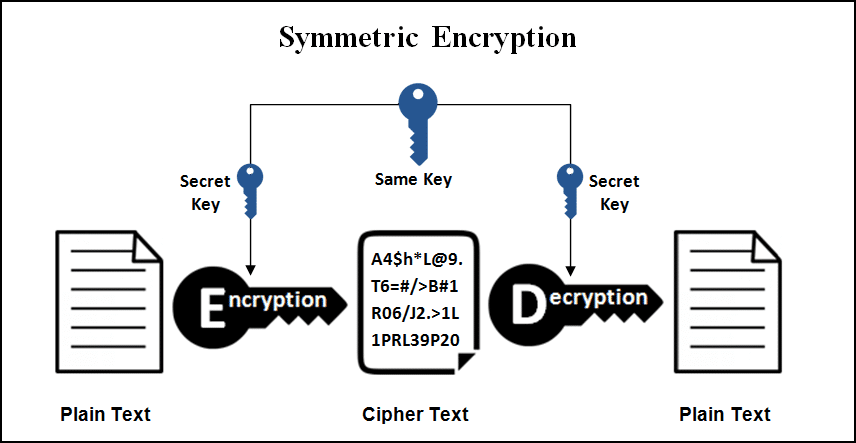 Symmetric Encryption
Same Key
Secret
Key
Secret
Key
Encryption
A4$h*L@9.
T6=#/>B#1
R06/J2.>1L
1PRL39P20
Decryption
Plain Text
Cipher Text
Plain Text